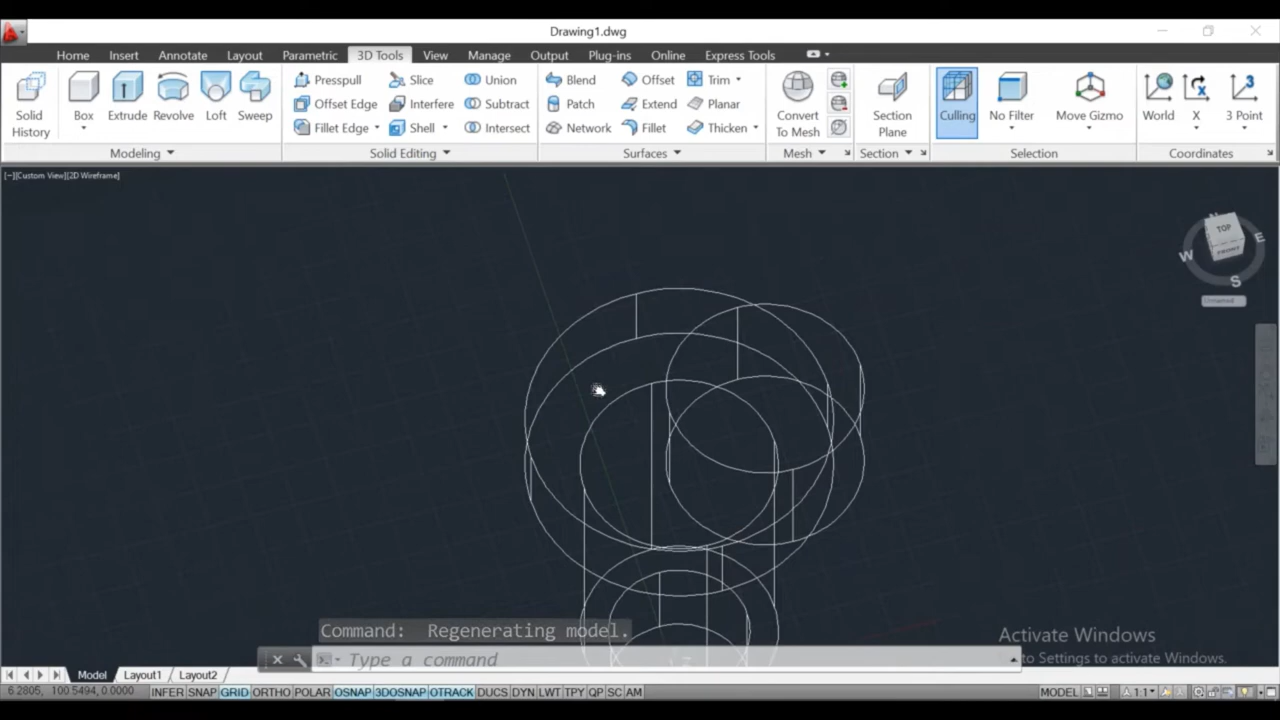 Drawing1.dwg
Home Insert Annotate Layout Parametric 3D Tools View Manage Output Plug-ins Online Express Tools
Solid History
Box
Extrude
Revolve
Loft
Sweep
Modeling
Presspull
Offset Edge
Fillet Edge
Slice
Interfere
Shell
Union
Subtract
Intersect
Solid Editing
Blend
Patch
Network
Offset
Extend
Fillet
Trim
Planar
Thicken
Surfaces
Convert To Mesh
Mesh
Section Plane
Section
Culling
No Filter
Move Gizmo
Selection
World
X
3 Point
Coordinates
[−][Custom View][2D Wireframe]
N
TOP
E
W
S
Unnamed
Command: Regenerating model.
Type a command
Activate Windows
to Settings to activate Windows.
Model Layout1 Layout2
6.2805, 100.5494, 0.0000 INFER SNAP GRID ORTHO POLAR OSNAP 3DOSNAP OTRACK DUCS DYN LWT TPY QP SC AM MODEL 1:1